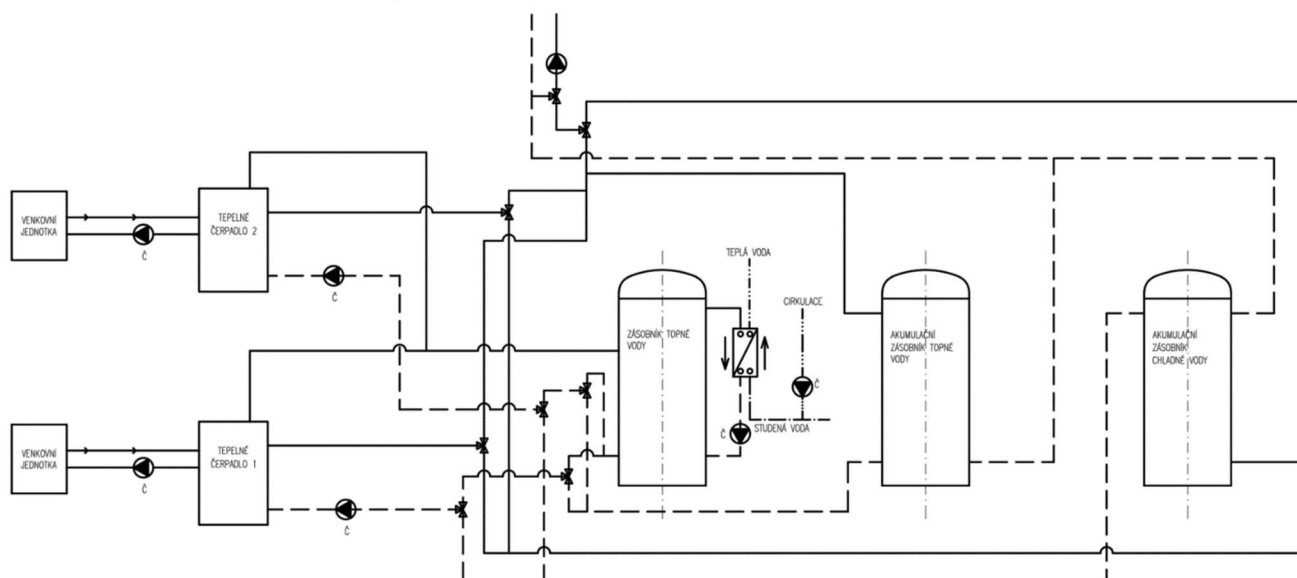 VENKOVNÍ
JEDNOTKA
TEPELNÉ
ČERPADLO 2
Č
Č
TEPLÁ VODA
CIRKULACE
ZÁSOBNÍK TOPNÉ
VODY
AKUMULAČNÍ
ZÁSOBNÍK TOPNÉ
VODY
AKUMULAČNÍ
ZÁSOBNÍK
CHLADNÉ VODY
Č
STUDENÁ VODA
Č
VENKOVNÍ
JEDNOTKA
TEPELNÉ
ČERPADLO 1
Č
Č